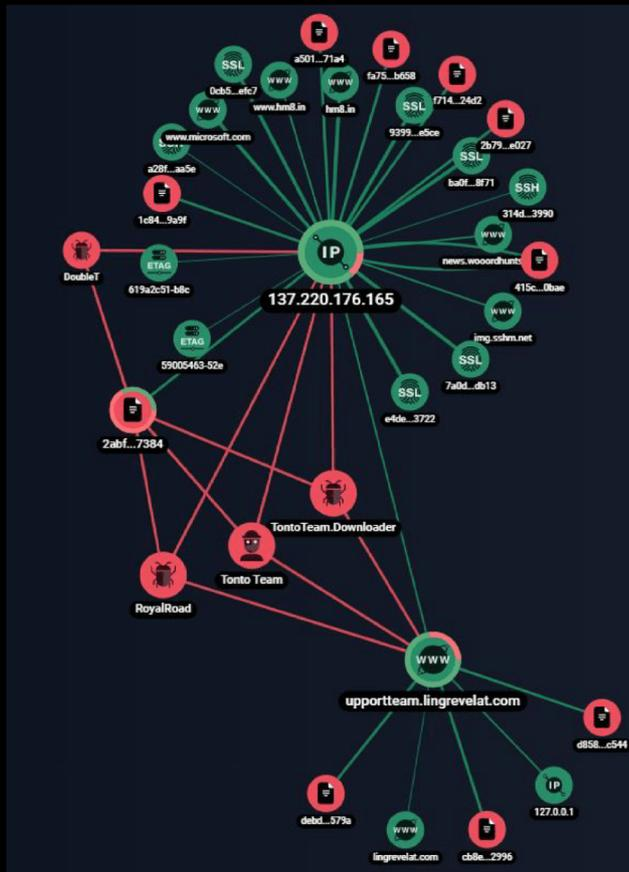 a501...71a4
fa75...b658
SSL
0cb5...efc7
WWW
www.hm8.in
WWW
hm8.in
f714...24d2
WWW
www.microsoft.com
SSL
9399...e5ce
2b79...e027
SSH
a28f...aa5e
SSL
ba0f...8f71
1c84...9a9f
SSH
314d...3990
DoubleT
ETAG
619a2c51-b8c
IP
137.220.176.165
WWW
news.wooordhunts
415c...0bae
WWW
img.sshm.net
ETAG
59005463-52e
SSL
7a0d...db13
SSL
e4de...3722
2abf...7384
TontoTeam.Downloader
Tonto Team
RoyalRoad
WWW
upportteam.lingrevelat.com
d858...c544
IP
127.0.0.1
debd...579a
WWW
lingrevelat.com
cb8e...2996